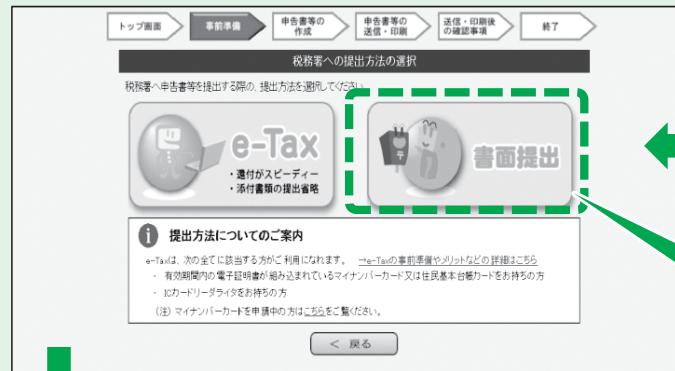 トップ画面
事前準備
申告書等の
作成
申告書等の
送信・印刷
送信・印刷後
の確認事項
終了
税務署への提出方法の選択
税務署へ申告書等を提出する際の、提出方法を選択してください。
e-Tax
・還付がスピーディー
・添付書類の提出省略
書面提出
提出方法についてのご案内
e-Taxは、次の全てに該当する方がご利用になれます。 →e-Taxの事前準備やメリットなどの詳細はこちら
・ 有効期間内の電子証明書が組み込まれているマイナンバーカード又は住民基本台帳カードをお持ちの方
・ ICカードリーダライタをお持ちの方
(注) マイナンバーカードを申請中の方はこちらをご覧ください。
< 戻る